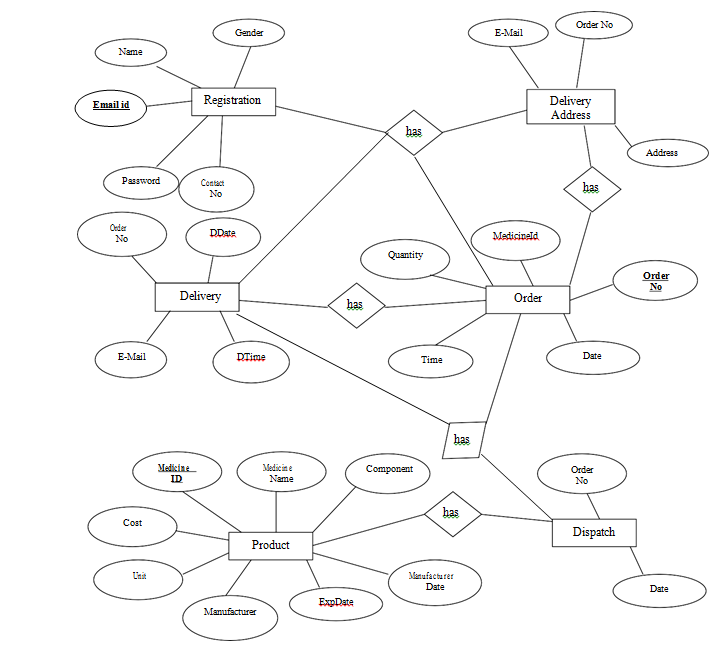 Gender
Name
Email id
Registration
Password
Contact
No
E-Mail
Order No
Delivery
Address
Address
has
has
Order
No
DDate
Delivery
E-Mail
DTime
has
Quantity
MedicineId
Order
Order
No
Time
Date
has
Medicine
ID
Medicine
Name
Component
Cost
Product
Unit
Manufacturer
ExpDate
Manufacturer
Date
has
Order
No
Dispatch
Date